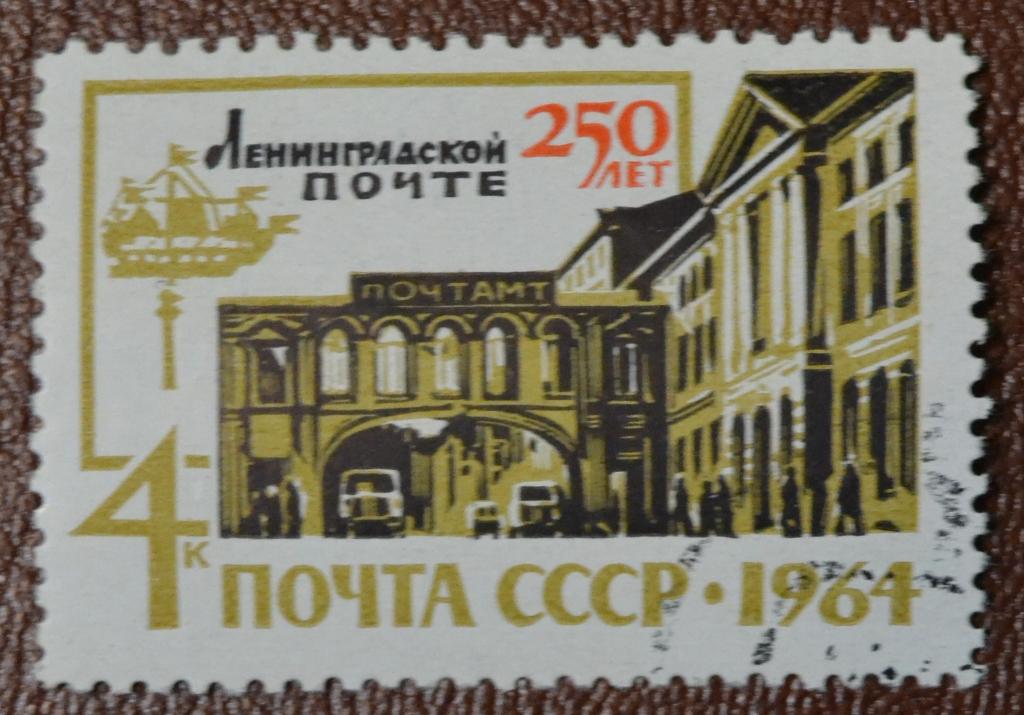 Ленинградской
ПОЧТЕ
250
ЛЕТ
ПОЧТАМТ
4 К
ПОЧТА СССР · 1964